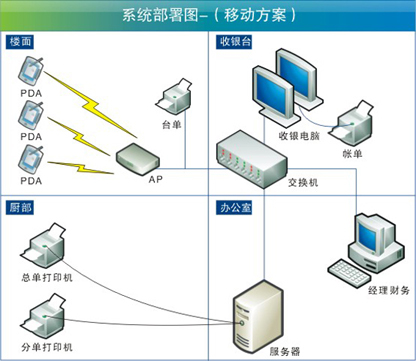 系统部署图-（移动方案）
楼面
PDA
PDA
PDA
台单
AP
收银台
收银电脑
帐单
交换机
厨部
总单打印机
分单打印机
办公室
服务器
经理财务